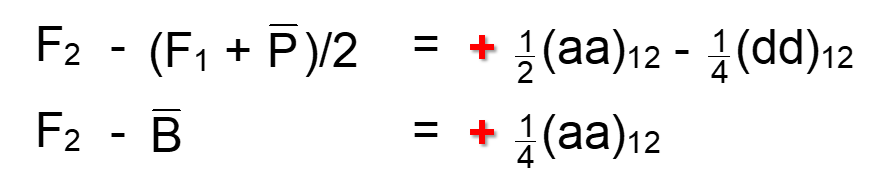 F₂ - (F₁ + P̅)/2 = + ½(aa)₁₂ - ¼(dd)₁₂
F₂ - B̅ = + ¼(aa)₁₂